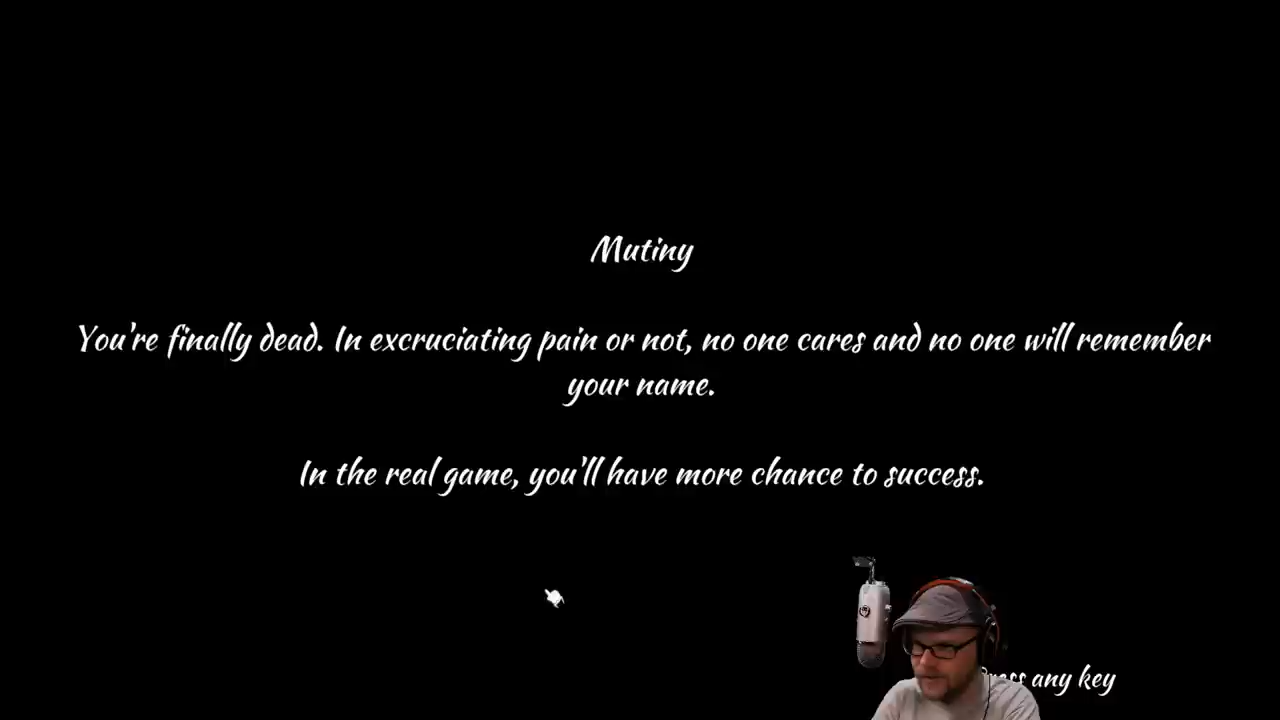 Mutiny
You're finally dead. In excruciating pain or not, no one cares and no one will remember
your name.
In the real game, you'll have more chance to success.
any key